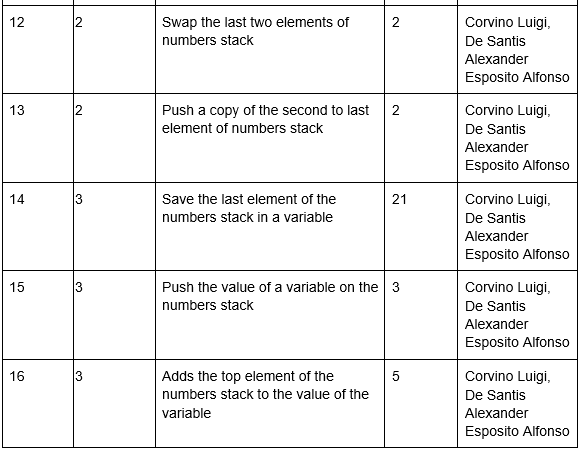 12 2 Swap the last two elements of 2 Corvino Luigi,
numbers stack De Santis
Alexander
Esposito Alfonso
13 2 Push a copy of the second to last 2 Corvino Luigi,
element of numbers stack De Santis
Alexander
Esposito Alfonso
14 3 Save the last element of the 21 Corvino Luigi,
numbers stack in a variable De Santis
Alexander
Esposito Alfonso
15 3 Push the value of a variable on the 3 Corvino Luigi,
numbers stack De Santis
Alexander
Esposito Alfonso
16 3 Adds the top element of the 5 Corvino Luigi,
numbers stack to the value of the De Santis
variable Alexander
Esposito Alfonso